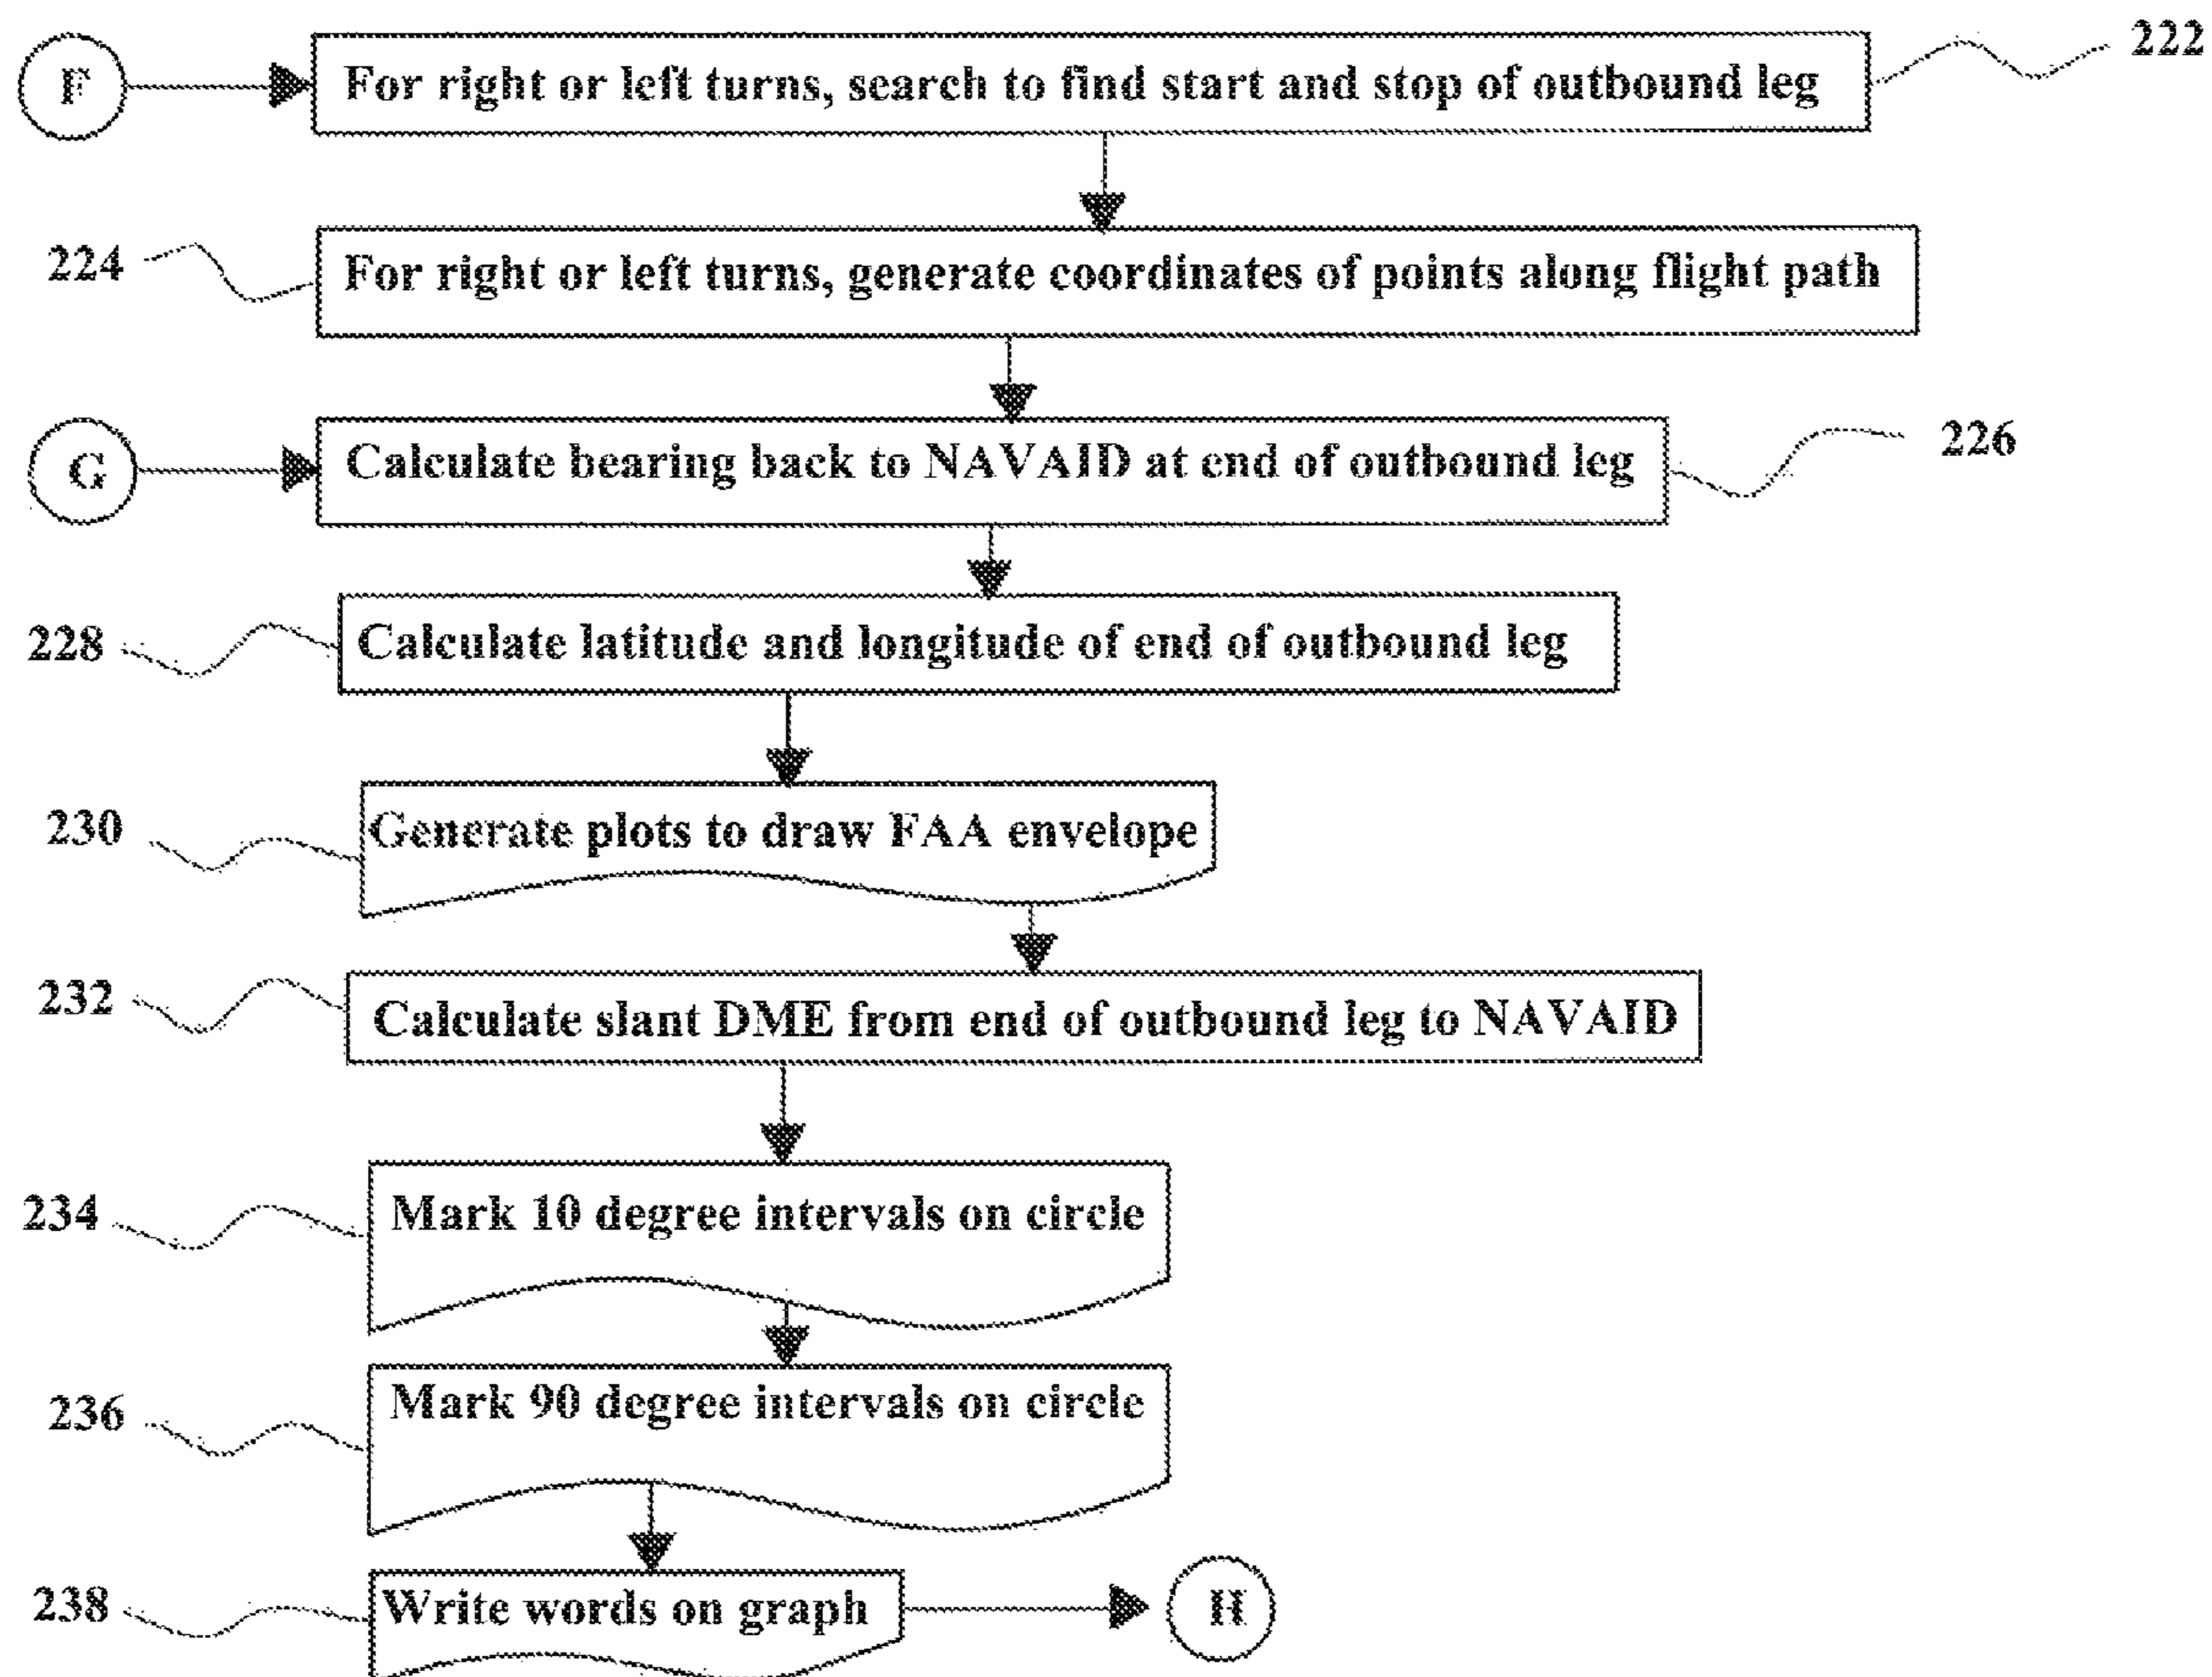 F
For right or left turns, search to find start and stop of outbound leg
222
224
For right or left turns, generate coordinates of points along flight path
G
Calculate bearing back to NAVAID at end of outbound leg
226
228
Calculate latitude and longitude of end of outbound leg
230
Generate plots to draw FAA envelope
232
Calculate slant DME from end of outbound leg to NAVAID
234
Mark 10 degree intervals on circle
236
Mark 90 degree intervals on circle
238
Write words on graph
H